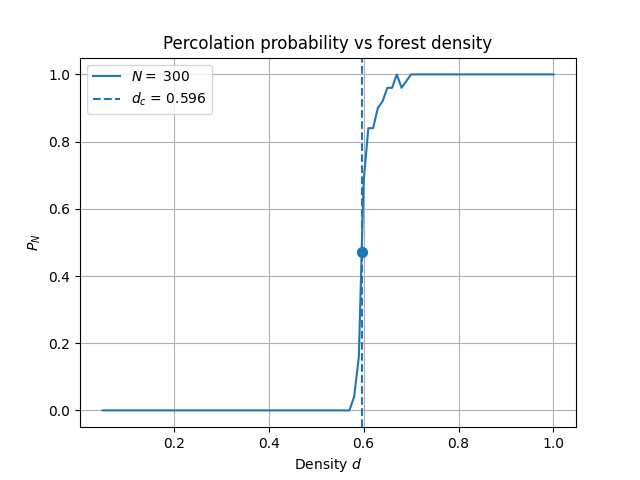 Percolation probability vs forest density
N = 300
d_c = 0.596
P_N
1.0
0.8
0.6
0.4
0.2
0.0
0.2 0.4 0.6 0.8 1.0
Density d